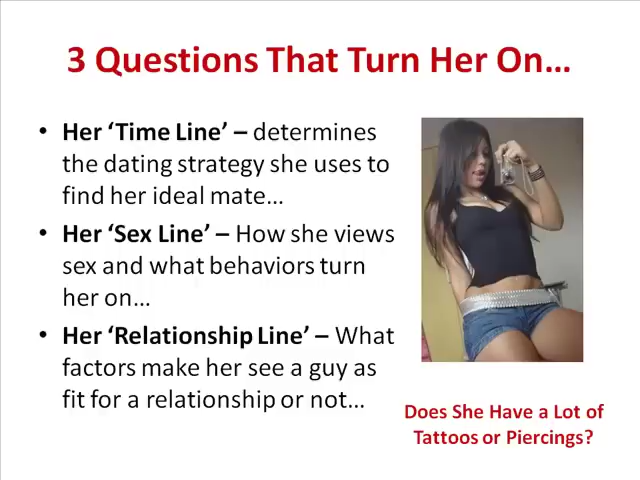 3 Questions That Turn Her On…
• Her ‘Time Line’ – determines
the dating strategy she uses to
find her ideal mate…
• Her ‘Sex Line’ – How she views
sex and what behaviors turn
her on…
• Her ‘Relationship Line’ – What
factors make her see a guy as
fit for a relationship or not…
Does She Have a Lot of
Tattoos or Piercings?